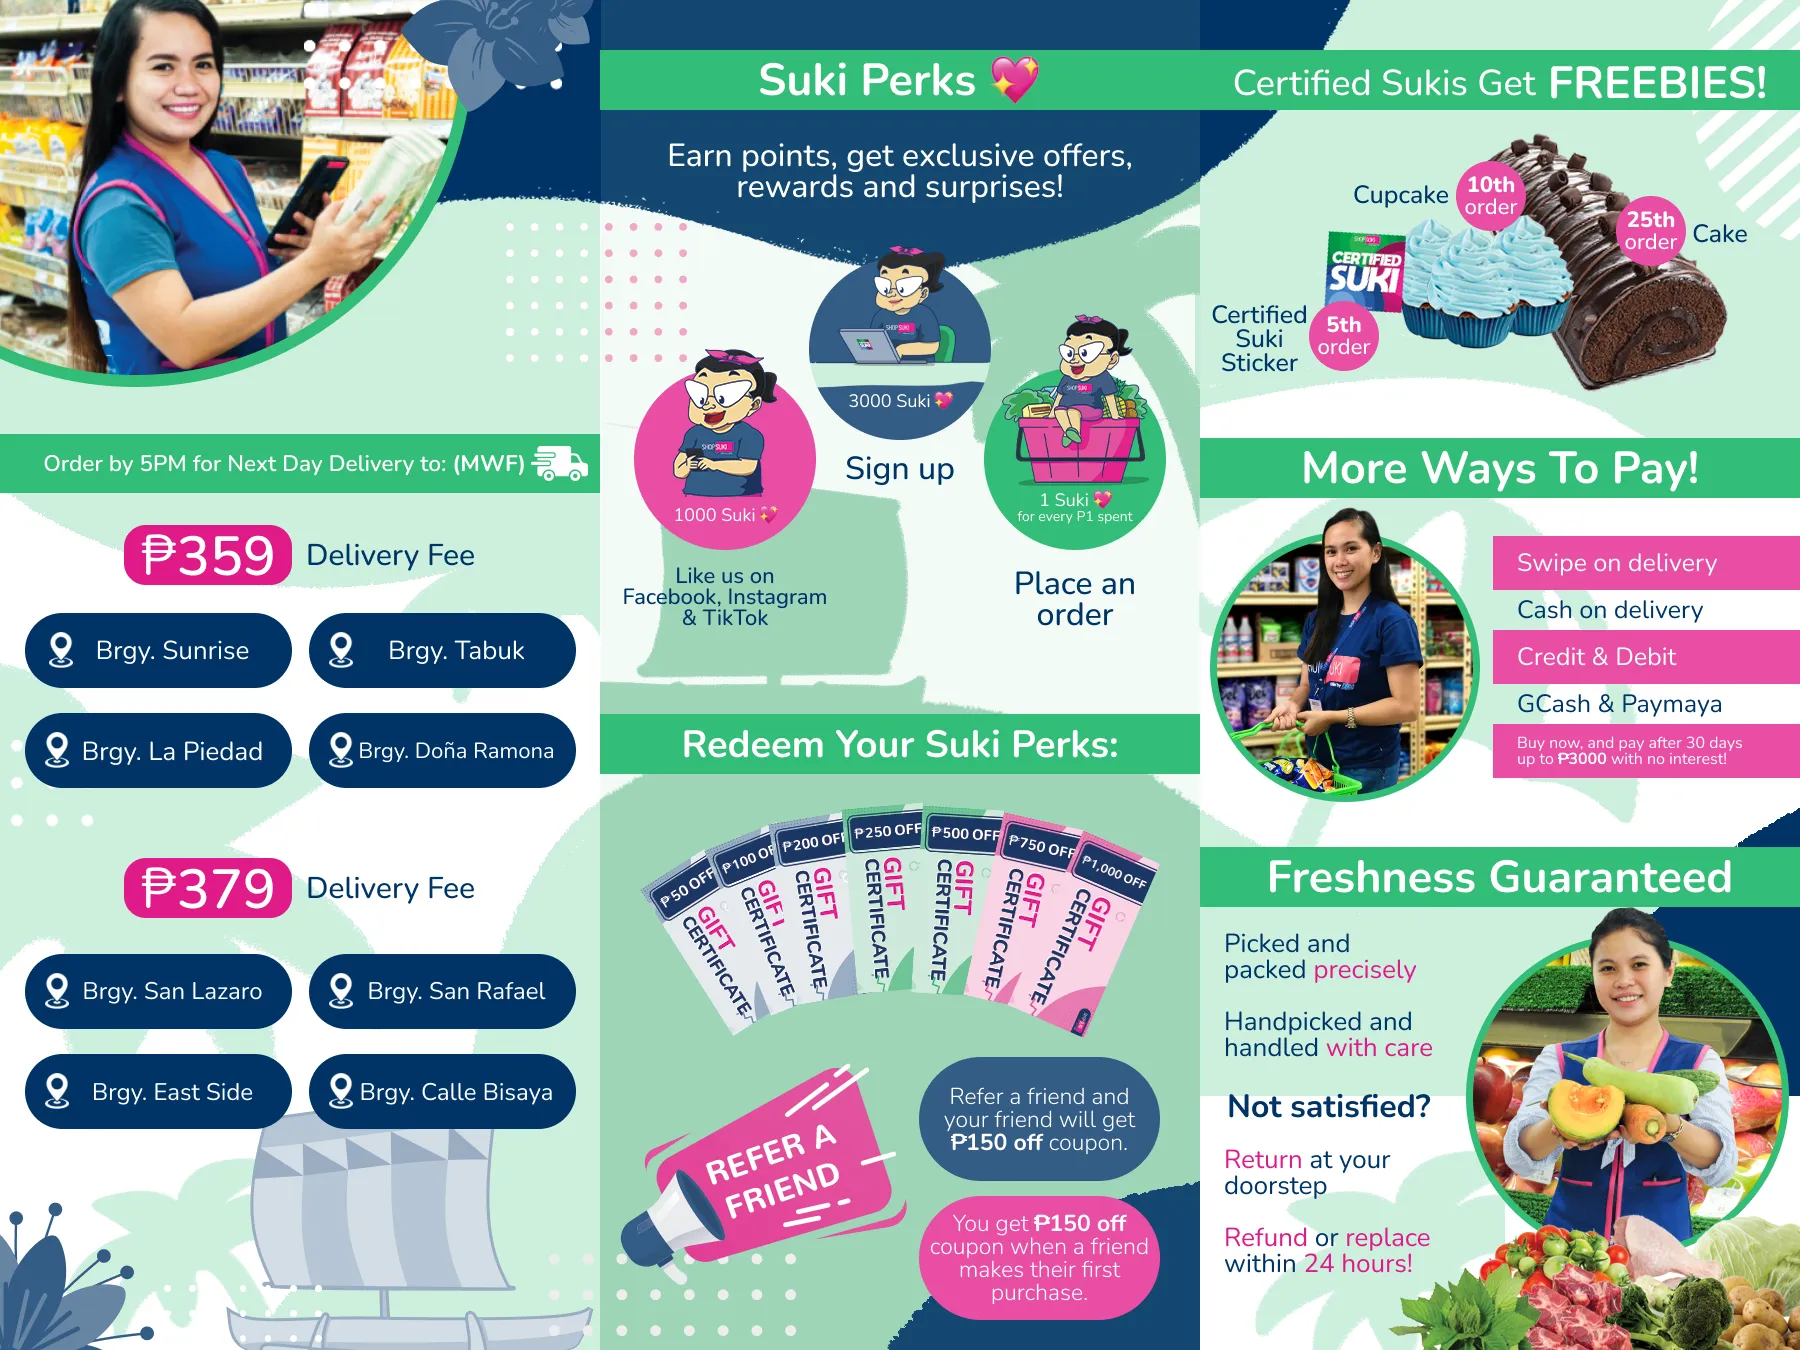 Order by 5PM for Next Day Delivery to: (MWF)
₱359 Delivery Fee
Brgy. Sunrise
Brgy. Tabuk
Brgy. La Piedad
Brgy. Doña Ramona
₱379 Delivery Fee
Brgy. San Lazaro
Brgy. San Rafael
Brgy. East Side
Brgy. Calle Bisaya
Suki Perks 💖
Earn points, get exclusive offers,
rewards and surprises!
SHOPSUKI
3000 Suki 💖
Sign up
SHOPSUKI
1000 Suki 💖
Like us on
Facebook, Instagram
& TikTok
SHOPSUKI
1 Suki 💖
for every P1 spent
Place an
order
Redeem Your Suki Perks:
₱50 OFF
GIFT
CERTIFICATE
₱100 OF
GIFT
CERTIFICATE
₱200 OFF
GIFT
CERTIFICATE
₱250 OFF
GIFT
CERTIFICATE
₱500 OFF
GIFT
CERTIFICATE
₱750 OFF
GIFT
CERTIFICATE
₱1,000 OFF
GIFT
CERTIFICATE
REFER A
FRIEND
Refer a friend and
your friend will get
₱150 off coupon.
You get ₱150 off
coupon when a friend
makes their first
purchase.
Certified Sukis Get FREEBIES!
Cupcake
10th
order
25th
order
Cake
SHOPSUKI
CERTIFIED
SUKI
Certified
Suki
Sticker
5th
order
More Ways To Pay!
Swipe on delivery
Cash on delivery
Credit & Debit
GCash & Paymaya
Buy now, and pay after 30 days
up to ₱3000 with no interest!
Freshness Guaranteed
Picked and
packed precisely
Handpicked and
handled with care
Not satisfied?
Return at your
doorstep
Refund or replace
within 24 hours!